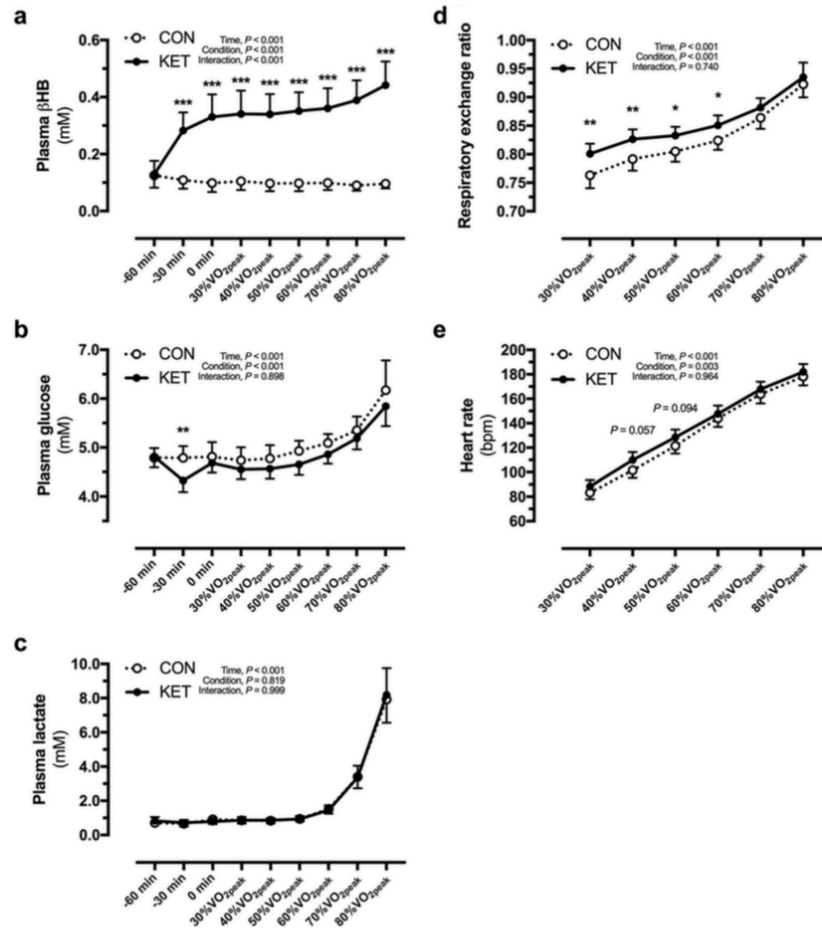 a
CON
KET
Time, P < 0.001
Condition, P < 0.001
Interaction, P < 0.001
Plasma βHB
(mM)
0.6
0.4
0.2
0.0
***
***
***
***
***
***
***
***
-60 min
-30 min
0 min
30%VO2peak
40%VO2peak
50%VO2peak
60%VO2peak
70%VO2peak
80%VO2peak
b
CON
KET
Time, P < 0.001
Condition, P < 0.001
Interaction, P = 0.898
Plasma glucose
(mM)
7.0
6.0
5.0
4.0
**
-60 min
-30 min
0 min
30%VO2peak
40%VO2peak
50%VO2peak
60%VO2peak
70%VO2peak
80%VO2peak
c
CON
KET
Time, P < 0.001
Condition, P = 0.819
Interaction, P = 0.999
Plasma lactate
(mM)
10.0
8.0
6.0
4.0
2.0
0.0
-60 min
-30 min
0 min
30%VO2peak
40%VO2peak
50%VO2peak
60%VO2peak
70%VO2peak
80%VO2peak
d
CON
KET
Time, P < 0.001
Condition, P < 0.001
Interaction, P = 0.740
Respiratory exchange ratio
1.00
0.95
0.90
0.85
0.80
0.75
0.70
**
**
*
*
30%VO2peak
40%VO2peak
50%VO2peak
60%VO2peak
70%VO2peak
80%VO2peak
e
CON
KET
Time, P < 0.001
Condition, P = 0.003
Interaction, P = 0.964
Heart rate
(bpm)
200
180
160
140
120
100
80
60
P = 0.057
P = 0.094
30%VO2peak
40%VO2peak
50%VO2peak
60%VO2peak
70%VO2peak
80%VO2peak